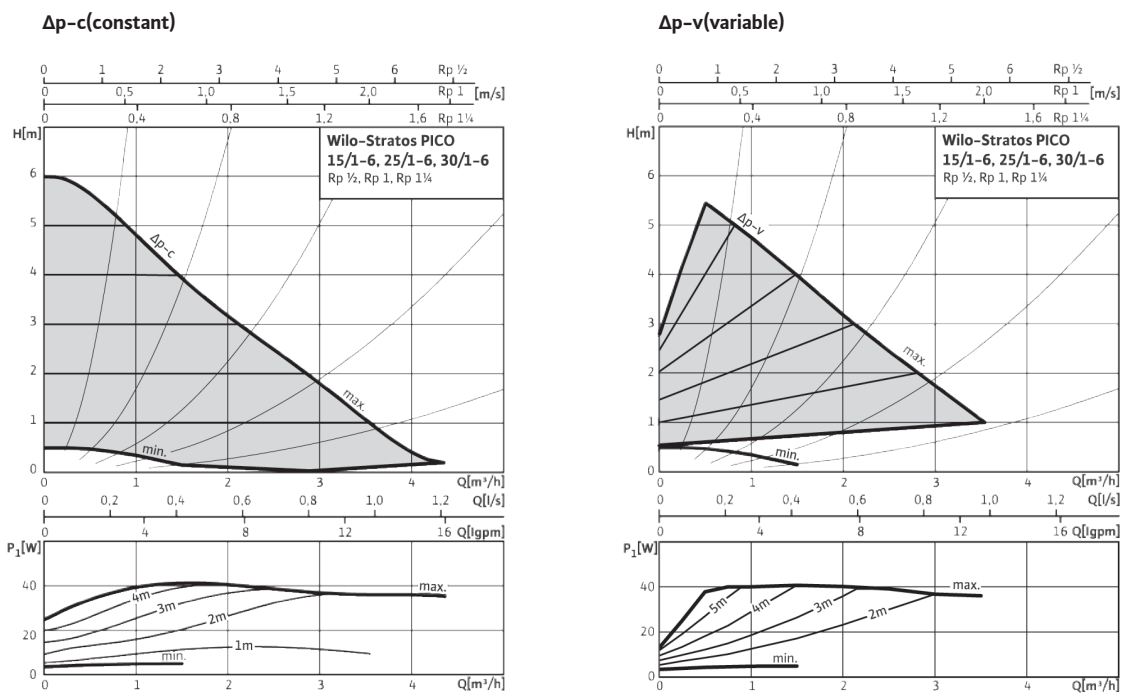 Δp-c(constant)
0 1 2 3 4 5 6 Rp ½
0 0,5 1,0 1,5 2,0 Rp 1 [m/s]
0 0,4 0,8 1,2 1,6 Rp 1¼
H[m]
Wilo-Stratos PICO
15/1-6, 25/1-6, 30/1-6
Rp ½, Rp 1, Rp 1¼
6
5
4
3
2
1
0
Δp-c
max.
min.
1 2 3 4 Q[m³/h]
0 0,2 0,4 0,6 0,8 1,0 1,2 Q[l/s]
0 4 8 12 16 Q[Igpm]
P₁[W]
40
20
0
4m
3m
2m
1m
max.
min.
0 1 2 3 4 Q[m³/h]
Δp-v(variable)
0 1 2 3 4 5 6 Rp ½
0 0,5 1,0 1,5 2,0 Rp 1 [m/s]
0 0,4 0,8 1,2 1,6 Rp 1¼
H[m]
Wilo-Stratos PICO
15/1-6, 25/1-6, 30/1-6
Rp ½, Rp 1, Rp 1¼
6
5
4
3
2
1
0
Δp-v
max.
min.
1 2 3 4 Q[m³/h]
0 0,2 0,4 0,6 0,8 1,0 1,2 Q[l/s]
0 4 8 12 16 Q[Igpm]
P₁[W]
40
20
0
5m
4m
3m
2m
max.
min.
0 1 2 3 4 Q[m³/h]